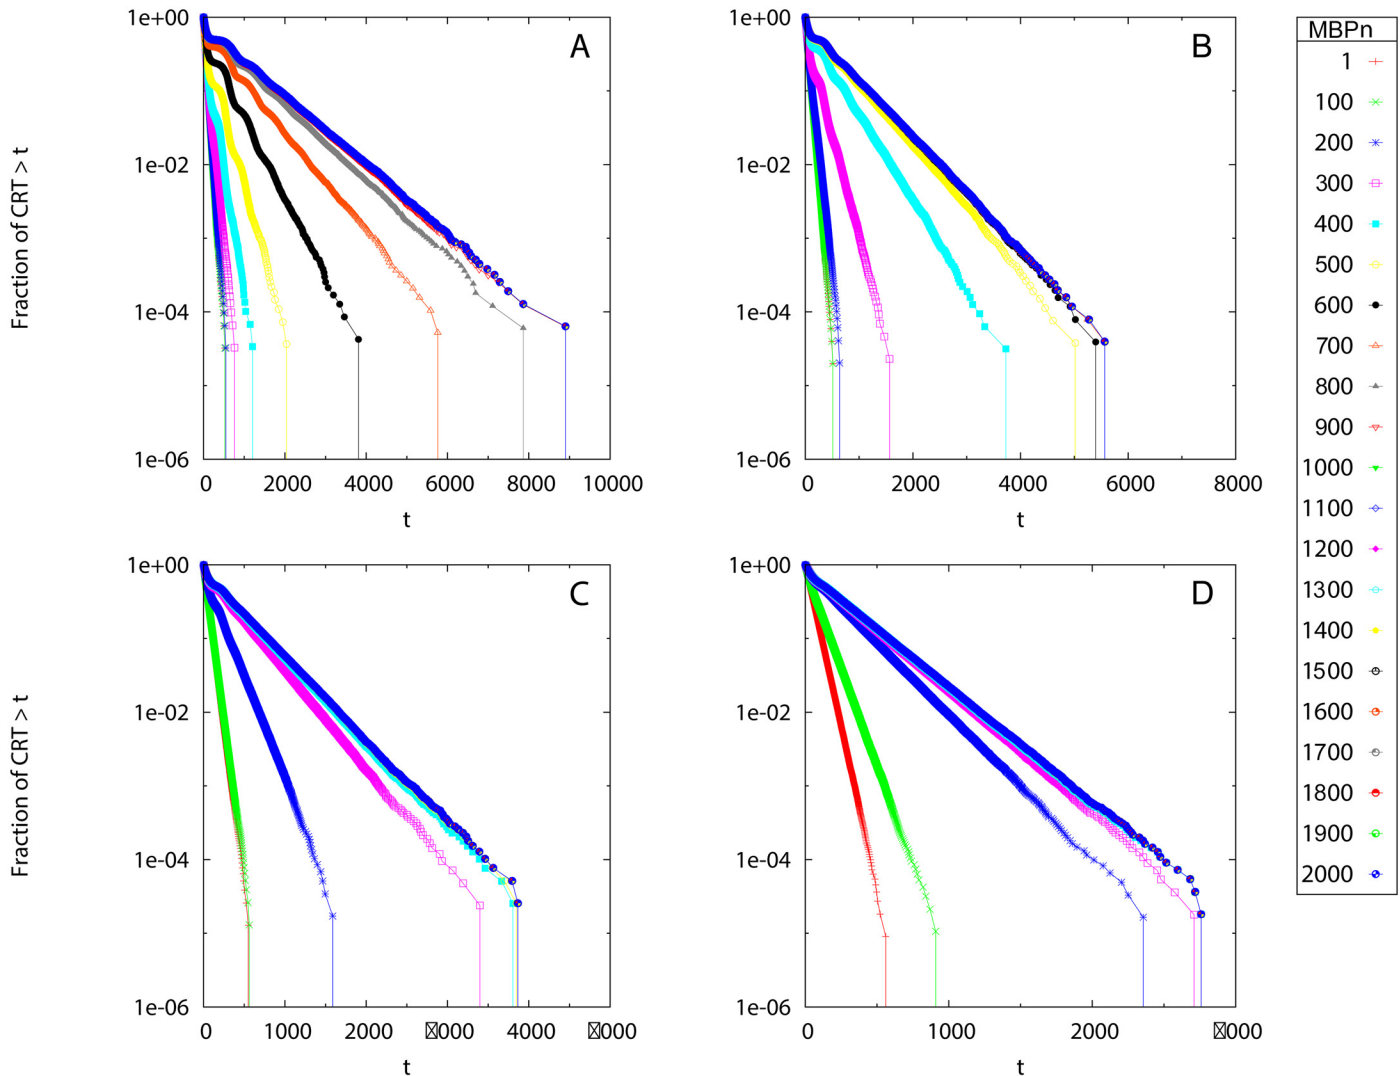 Fraction of CRT > t
1e+00
1e-02
1e-04
1e-06
A
0 2000 4000 6000 8000 10000
t
1e+00
1e-02
1e-04
1e-06
B
0 2000 4000 6000 8000
t
Fraction of CRT > t
1e+00
1e-02
1e-04
1e-06
C
0 1000 2000 ☒000 4000 ☒000
t
1e+00
1e-02
1e-04
1e-06
D
0 1000 2000 ☒000
t
MBPn
1
100
200
300
400
500
600
700
800
900
1000
1100
1200
1300
1400
1500
1600
1700
1800
1900
2000